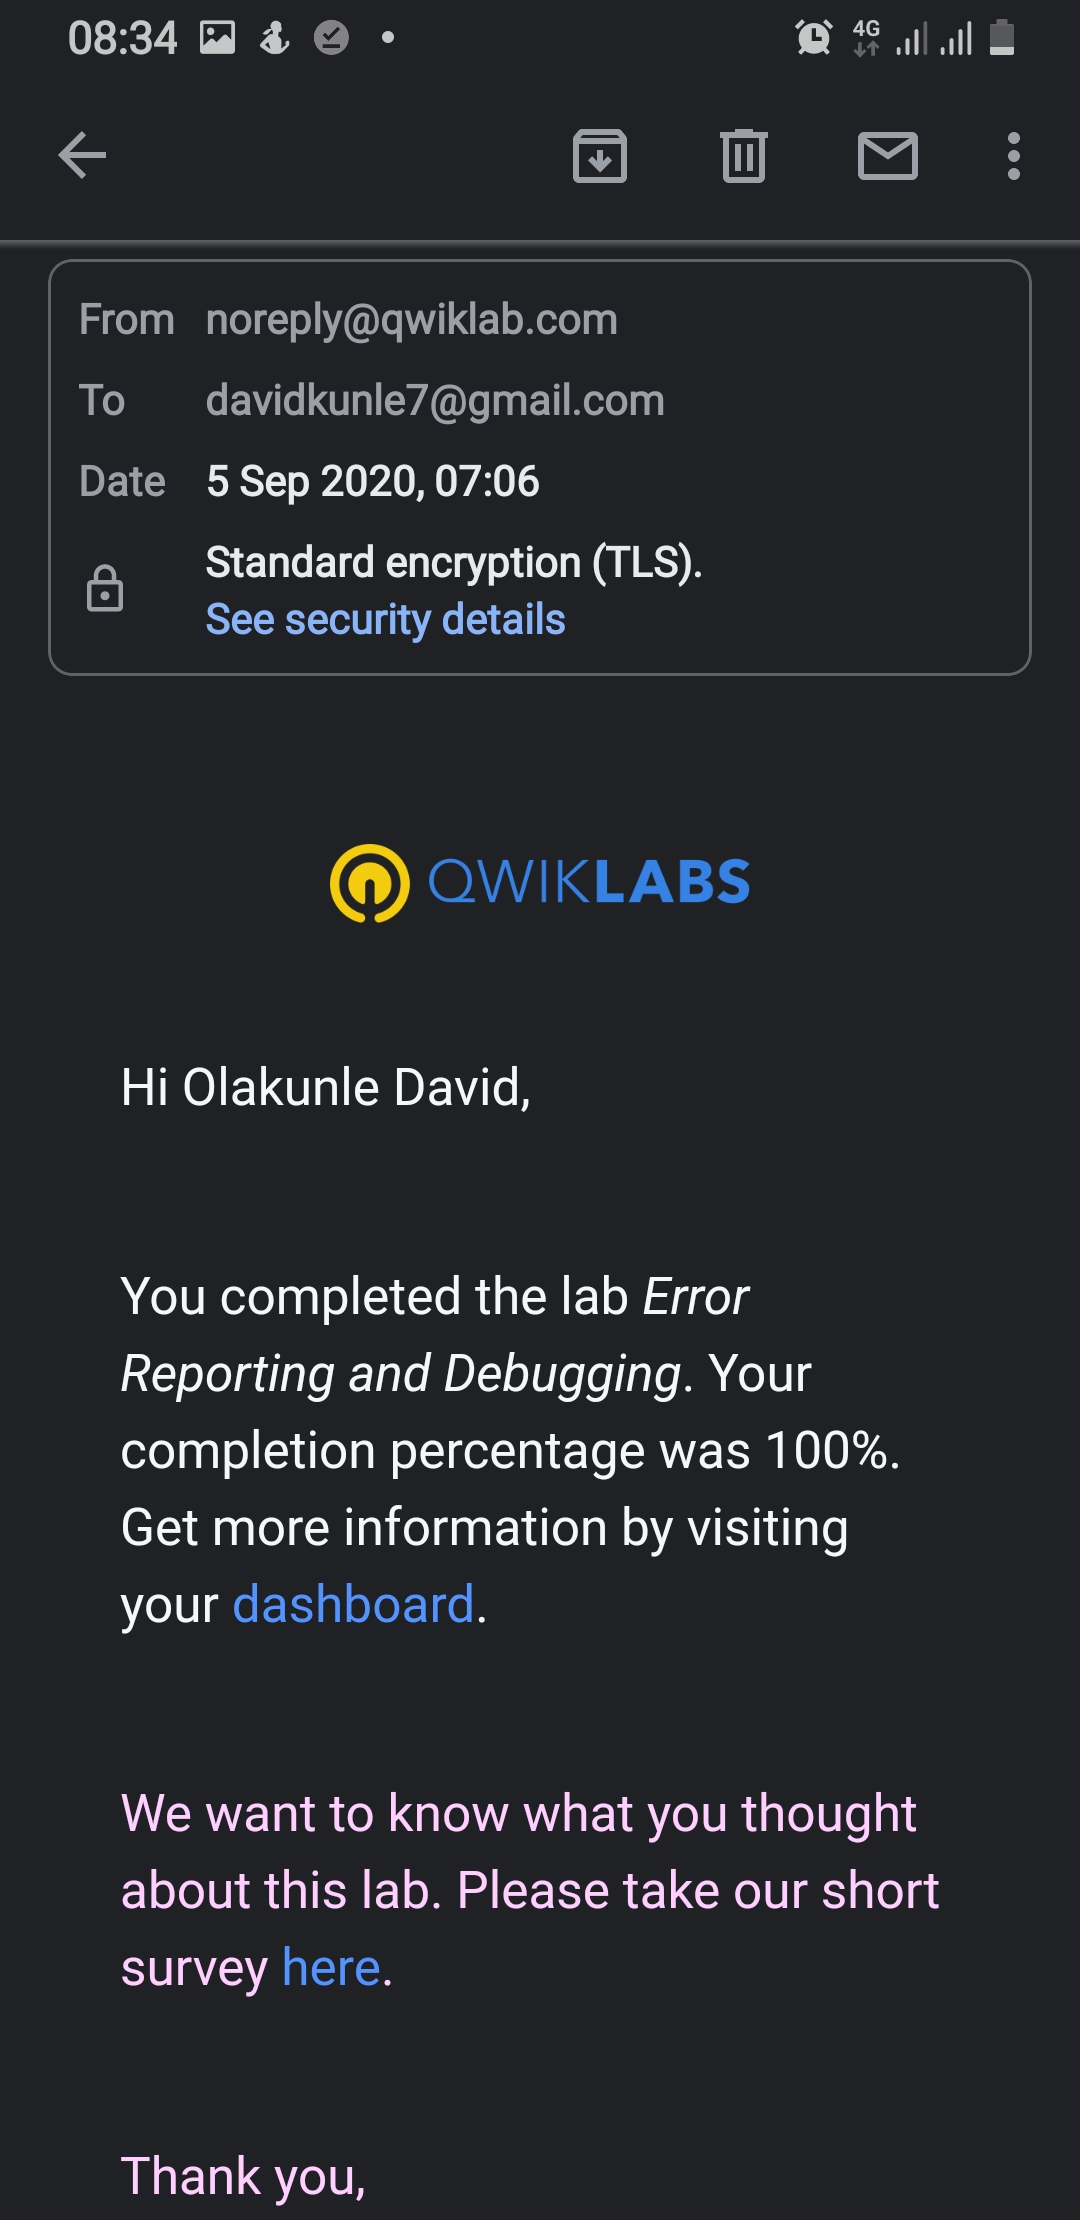 08:34
4G
From noreply@qwiklab.com
To davidkunle7@gmail.com
Date 5 Sep 2020, 07:06
Standard encryption (TLS).
See security details
QWIKLABS
Hi Olakunle David,
You completed the lab Error
Reporting and Debugging. Your
completion percentage was 100%.
Get more information by visiting
your dashboard.
We want to know what you thought
about this lab. Please take our short
survey here.
Thank you,